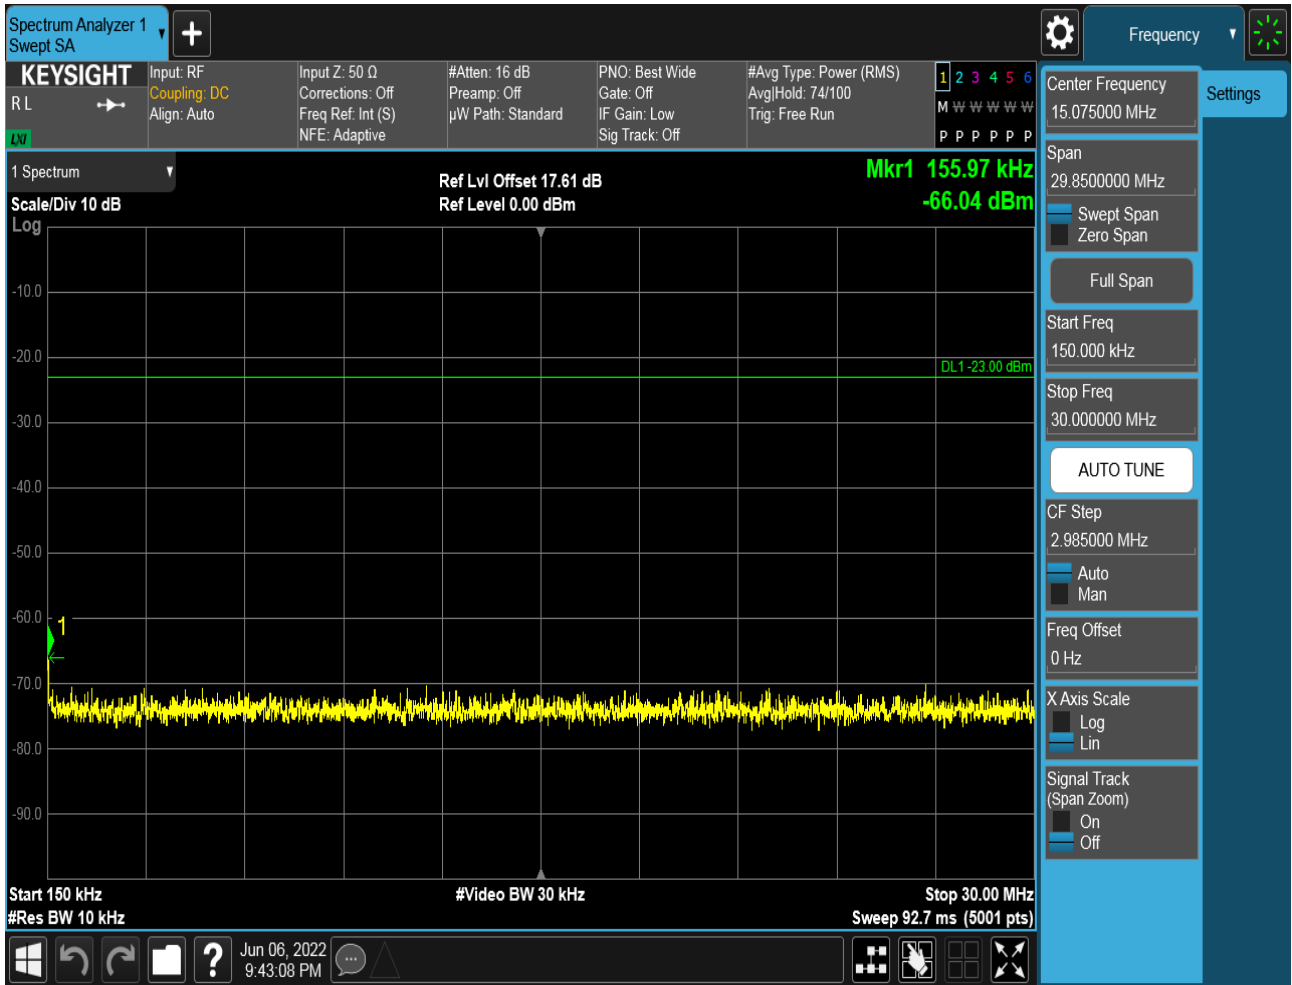 Spectrum Analyzer 1
Swept SA
Frequency
KEYSIGHT
R L
LXI
Input: RF
Coupling: DC
Align: Auto
Input Z: 50 Ω
Corrections: Off
Freq Ref: Int (S)
NFE: Adaptive
#Atten: 16 dB
Preamp: Off
µW Path: Standard
PNO: Best Wide
Gate: Off
IF Gain: Low
Sig Track: Off
#Avg Type: Power (RMS)
Avg|Hold: 74/100
Trig: Free Run
1 2 3 4 5 6
M W W W W W
P P P P P P
1 Spectrum
Scale/Div 10 dB
Log
Ref Lvl Offset 17.61 dB
Ref Level 0.00 dBm
Mkr1 155.97 kHz
-66.04 dBm
-10.0
-20.0
DL1 -23.00 dBm
-30.0
-40.0
-50.0
-60.0
1
-70.0
-80.0
-90.0
Start 150 kHz
#Res BW 10 kHz
#Video BW 30 kHz
Stop 30.00 MHz
Sweep 92.7 ms (5001 pts)
Center Frequency
15.075000 MHz
Span
29.8500000 MHz
Swept Span
Zero Span
Full Span
Start Freq
150.000 kHz
Stop Freq
30.000000 MHz
AUTO TUNE
CF Step
2.985000 MHz
Auto
Man
Freq Offset
0 Hz
X Axis Scale
Log
Lin
Signal Track
(Span Zoom)
On
Off
Settings
?
Jun 06, 2022
9:43:08 PM